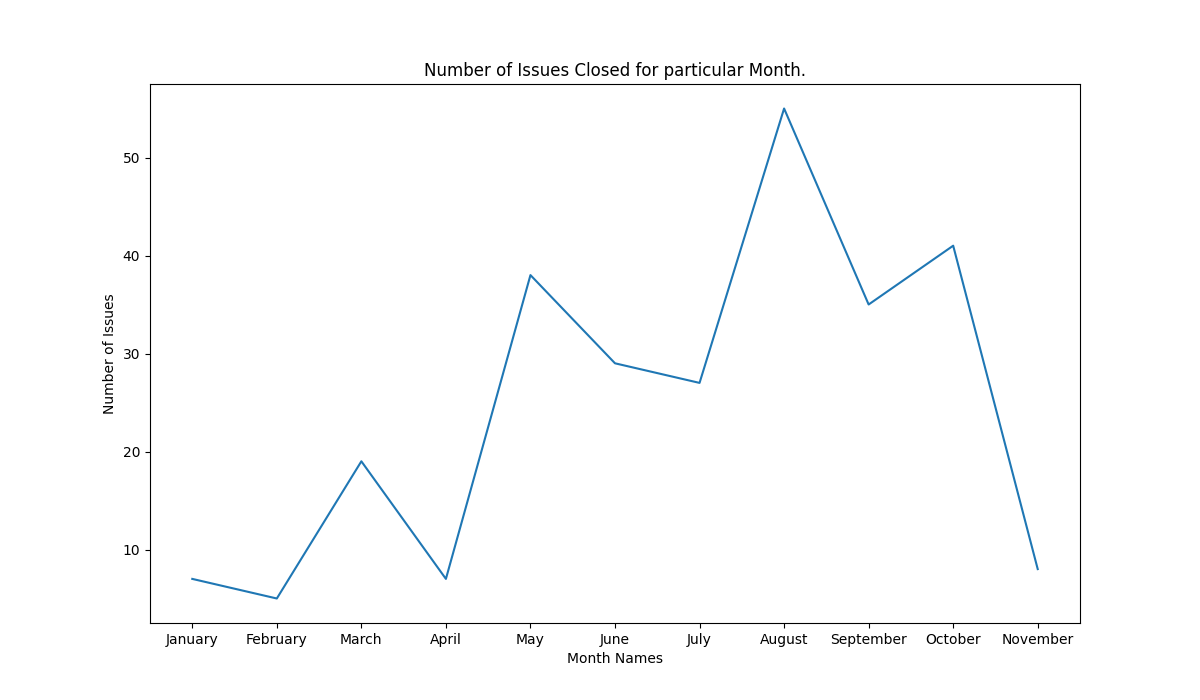 Number of Issues Closed for particular Month.
50
40
30
20
10
Number of Issues
January February March April May June July August September October November
Month Names